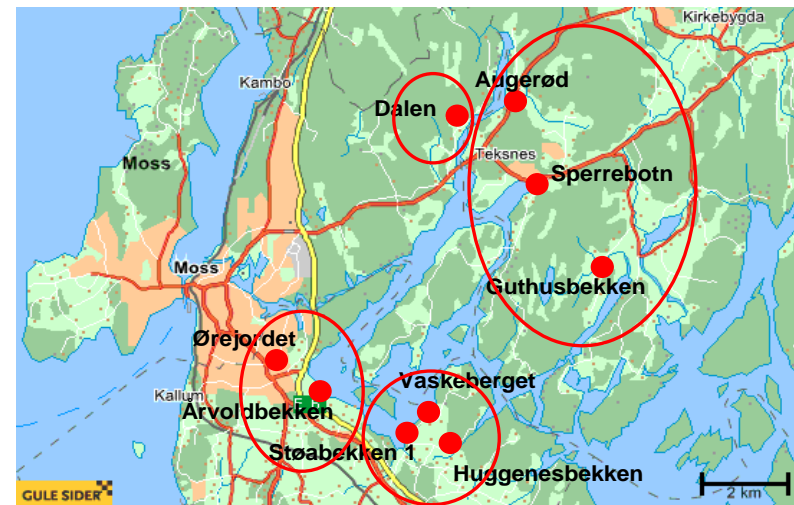 Kirkebygda
Kambo
Augerød
Dalen
Moss
Teksnes
Sperrebotn
Moss
Guthusbekken
Ørejordet
Vaskeberget
Kallum
E 6
Årvoldbekken
Støabekken 1
Huggenesbekken
GULE SIDER
2 km